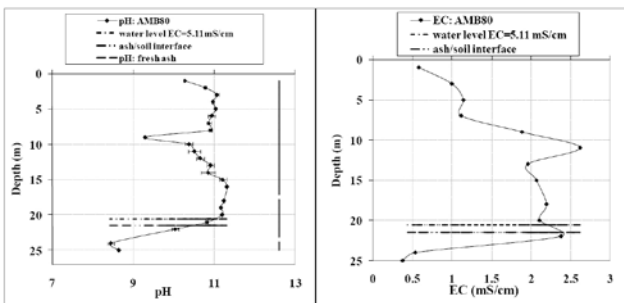 pH: AMB80
water level EC=5.11 mS/cm
ash/soil interface
pH: fresh ash
0
5
10
15
20
25
Depth (m)
7
9
11
13
pH
EC: AMB80
water level EC=5.11 mS/cm
ash/soil interface
0
5
10
15
20
25
Depth (m)
0
0.5
1
1.5
2
2.5
3
EC (mS/cm)